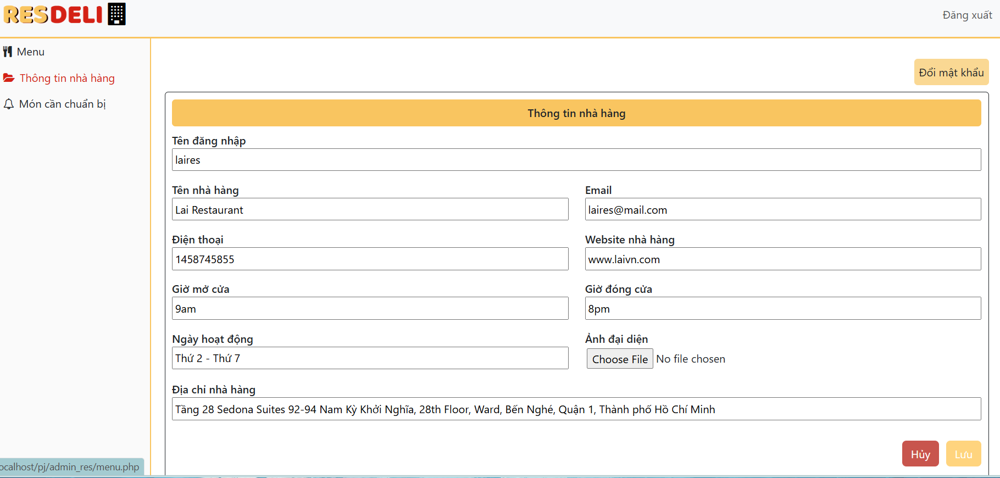 RESDELI
Đăng xuất
Menu
Thông tin nhà hàng
Món cần chuẩn bị
Đổi mật khẩu
Thông tin nhà hàng
Tên đăng nhập
laires
Tên nhà hàng
Email
Lai Restaurant
laires@mail.com
Điện thoại
Website nhà hàng
1458745855
www.laivn.com
Giờ mở cửa
Giờ đóng cửa
9am
8pm
Ngày hoạt động
Ảnh đại diện
Thứ 2 - Thứ 7
Choose File No file chosen
Địa chỉ nhà hàng
Tầng 28 Sedona Suites 92-94 Nam Kỳ Khởi Nghĩa, 28th Floor, Ward, Bến Nghé, Quận 1, Thành phố Hồ Chí Minh
Hủy
Lưu
ocalhost/pj/admin_res/menu.php